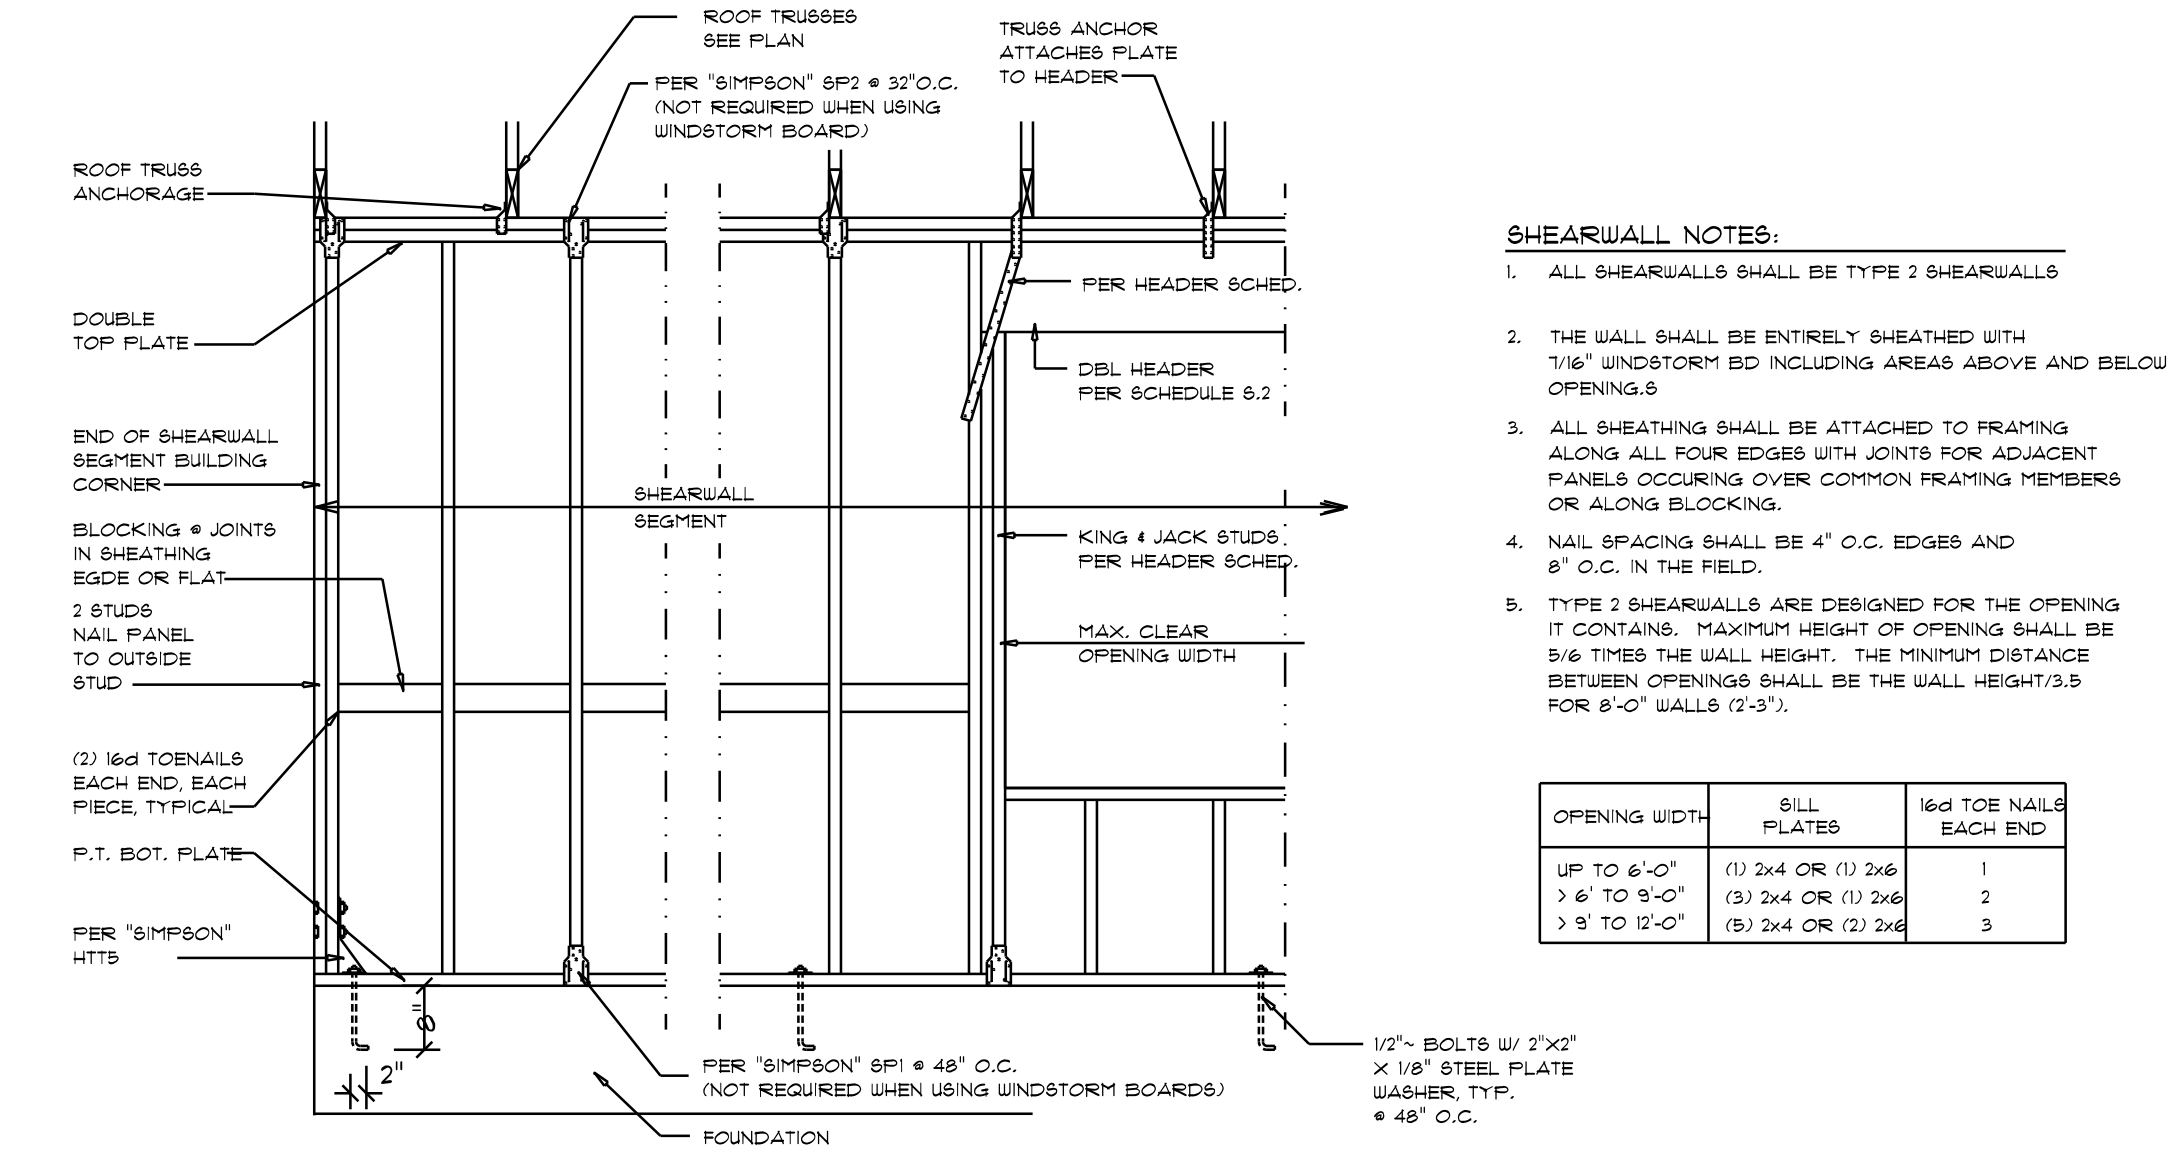 ROOF TRUSSES
SEE PLAN
TRUSS ANCHOR
ATTACHES PLATE
TO HEADER
PER "SIMPSON" SP2 @ 32"O.C.
(NOT REQUIRED WHEN USING
WINDSTORM BOARD)
ROOF TRUSS
ANCHORAGE
DOUBLE
TOP PLATE
END OF SHEARWALL
SEGMENT BUILDING
CORNER
BLOCKING @ JOINTS
IN SHEATHING
EGDE OR FLAT
2 STUDS
NAIL PANEL
TO OUTSIDE
STUD
(2) 16d TOENAILS
EACH END, EACH
PIECE, TYPICAL
P.T. BOT. PLATE
PER "SIMPSON"
HTT5
SHEARWALL
SEGMENT
PER HEADER SCHED.
DBL HEADER
PER SCHEDULE S.2
KING & JACK STUDS
PER HEADER SCHED.
MAX. CLEAR
OPENING WIDTH
8"
2"
PER "SIMPSON" SP1 @ 48" O.C.
(NOT REQUIRED WHEN USING WINDSTORM BOARDS)
FOUNDATION
1/2"~ BOLTS W/ 2"X2"
X 1/8" STEEL PLATE
WASHER, TYP.
@ 48" O.C.
SHEARWALL NOTES:
1. ALL SHEARWALLS SHALL BE TYPE 2 SHEARWALLS
2. THE WALL SHALL BE ENTIRELY SHEATHED WITH
7/16" WINDSTORM BD INCLUDING AREAS ABOVE AND BELOW
OPENING.S
3. ALL SHEATHING SHALL BE ATTACHED TO FRAMING
ALONG ALL FOUR EDGES WITH JOINTS FOR ADJACENT
PANELS OCCURING OVER COMMON FRAMING MEMBERS
OR ALONG BLOCKING.
4. NAIL SPACING SHALL BE 4" O.C. EDGES AND
8" O.C. IN THE FIELD.
5. TYPE 2 SHEARWALLS ARE DESIGNED FOR THE OPENING
IT CONTAINS. MAXIMUM HEIGHT OF OPENING SHALL BE
5/6 TIMES THE WALL HEIGHT. THE MINIMUM DISTANCE
BETWEEN OPENINGS SHALL BE THE WALL HEIGHT/3.5
FOR 8'-0" WALLS (2'-3").
OPENING WIDTH
SILL
PLATES
16d TOE NAILS
EACH END
UP TO 6'-0" (1) 2x4 OR (1) 2x6 1
> 6' TO 9'-0" (3) 2x4 OR (1) 2x6 2
> 9' TO 12'-0" (5) 2x4 OR (2) 2x6 3